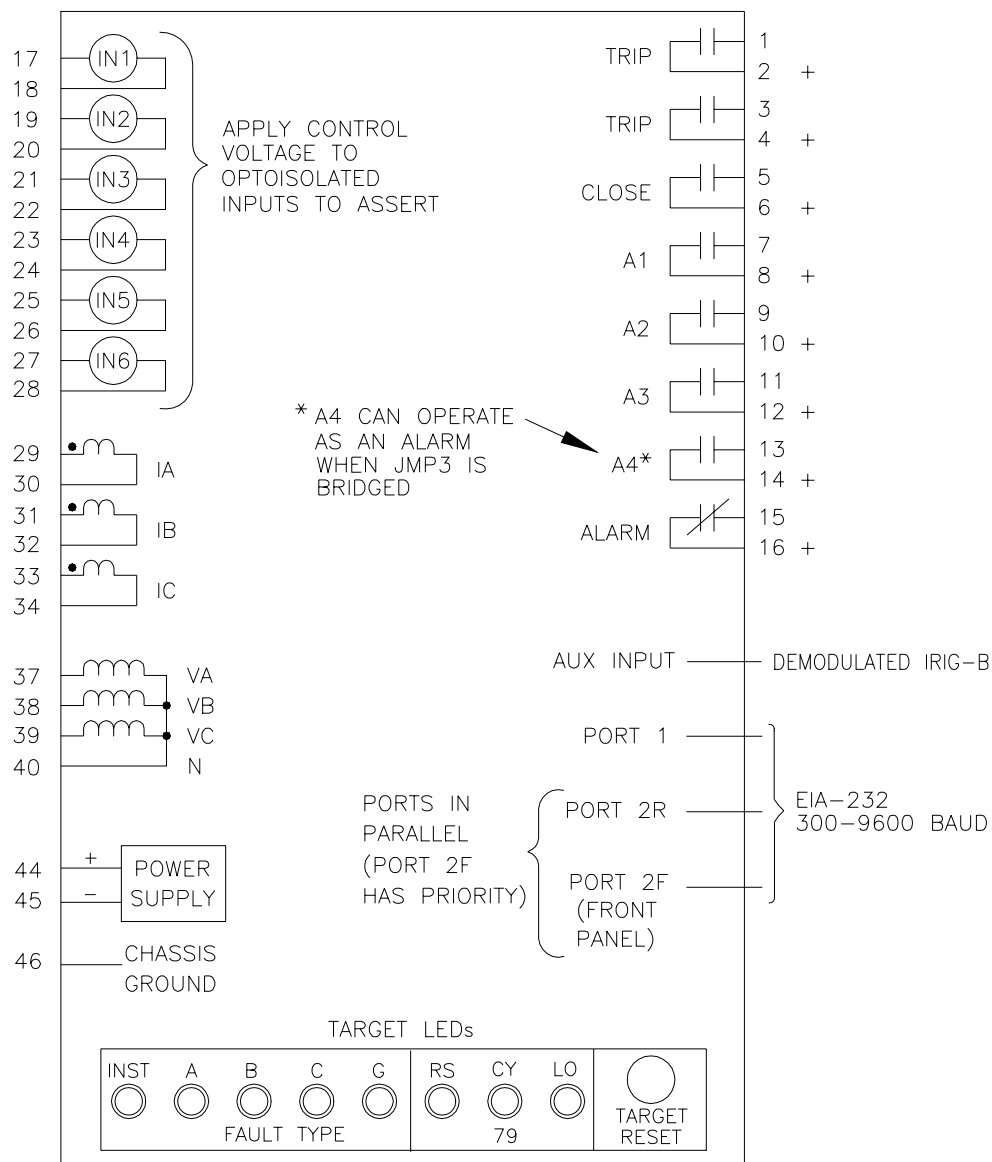 17
IN1
18
19
IN2
20
21
IN3
22
23
IN4
24
25
IN5
26
27
IN6
28
APPLY CONTROL
VOLTAGE TO
OPTOISOLATED
INPUTS TO ASSERT
29
30
IA
31
32
IB
33
34
IC
37
VA
38
VB
39
VC
40
N
44
+
45
−
POWER
SUPPLY
46
CHASSIS
GROUND
TRIP
1
2 +
TRIP
3
4 +
CLOSE
5
6 +
A1
7
8 +
A2
9
10 +
A3
11
12 +
* A4 CAN OPERATE
AS AN ALARM
WHEN JMP3 IS
BRIDGED
A4*
13
14 +
ALARM
15
16 +
AUX INPUT
DEMODULATED IRIG-B
PORT 1
PORTS IN
PARALLEL
(PORT 2F
HAS PRIORITY)
PORT 2R
PORT 2F
(FRONT
PANEL)
EIA-232
300-9600 BAUD
TARGET LEDs
INST A B C G RS CY LO
FAULT TYPE
79
TARGET
RESET